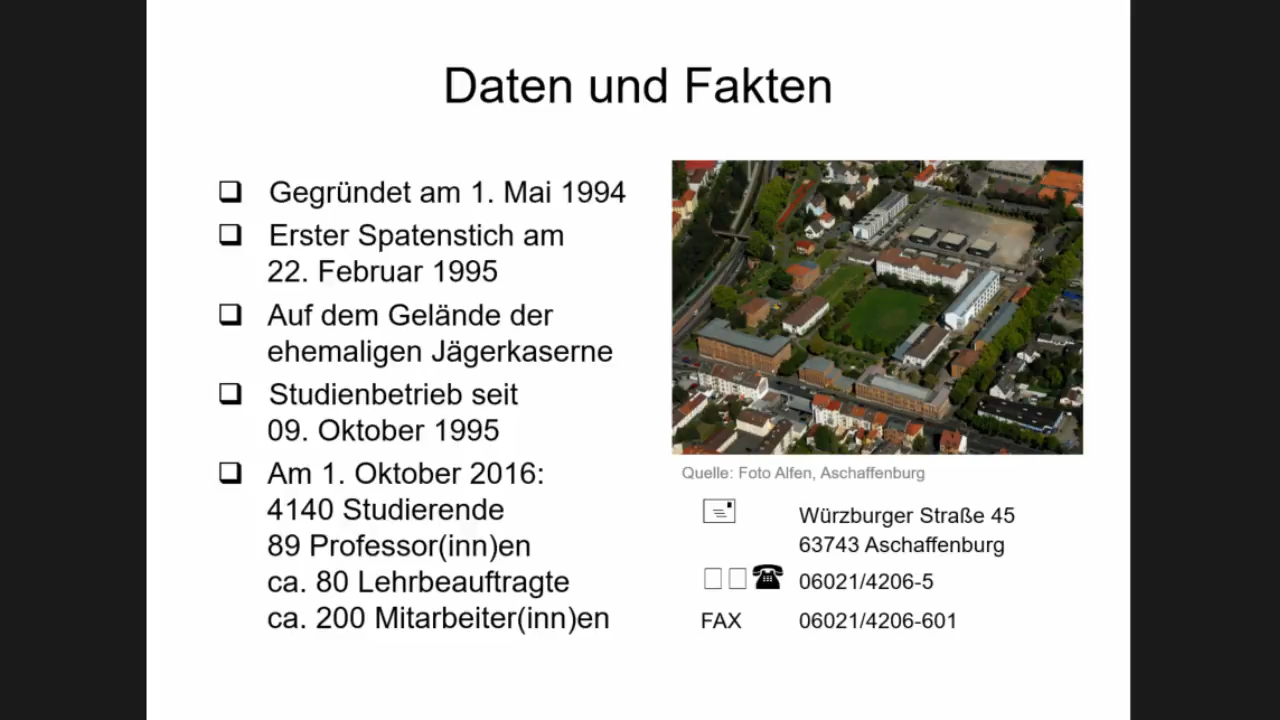 Daten und Fakten
Gegründet am 1. Mai 1994
Erster Spatenstich am
22. Februar 1995
Auf dem Gelände der
ehemaligen Jägerkaserne
Studienbetrieb seit
09. Oktober 1995
Am 1. Oktober 2016:
4140 Studierende
89 Professor(inn)en
ca. 80 Lehrbeauftragte
ca. 200 Mitarbeiter(inn)en
Quelle: Foto Alfen, Aschaffenburg
Würzburger Straße 45
63743 Aschaffenburg
06021/4206-5
FAX 06021/4206-601